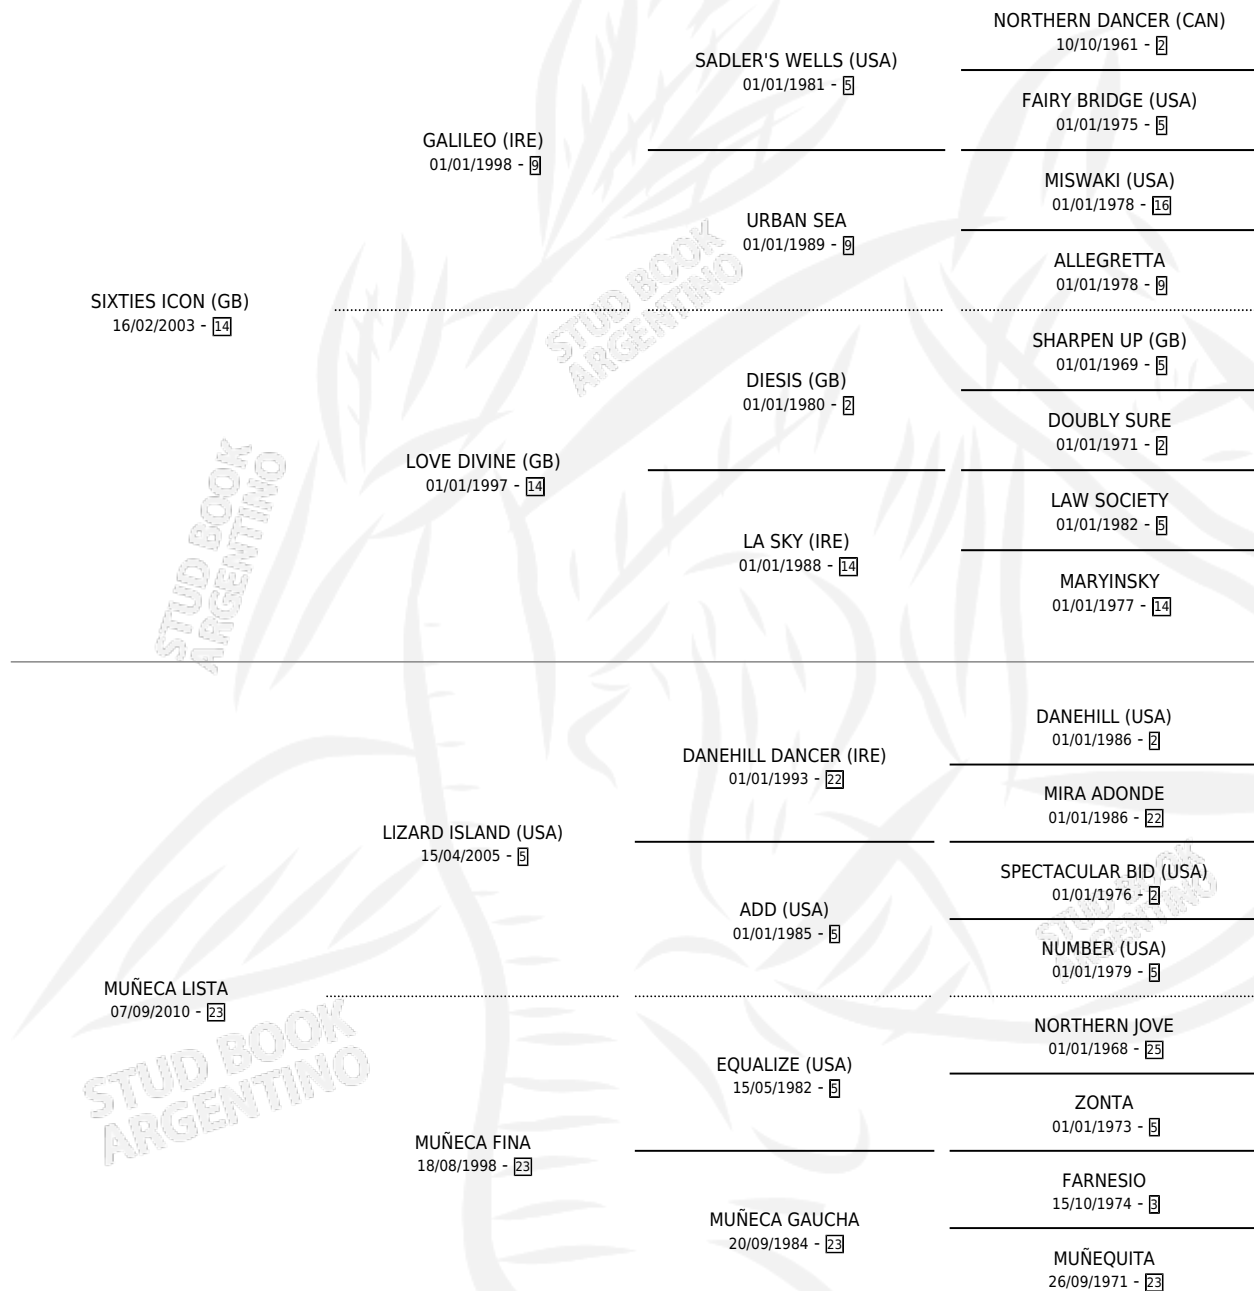 SIXTIES ICON (GB)
16/02/2003 - 14
GALILEO (IRE)
01/01/1998 - 9
SADLER'S WELLS (USA)
01/01/1981 - 5
NORTHERN DANCER (CAN)
10/10/1961 - 2
FAIRY BRIDGE (USA)
01/01/1975 - 5
URBAN SEA
01/01/1989 - 9
MISWAKI (USA)
01/01/1978 - 16
ALLEGRETTA
01/01/1978 - 9
LOVE DIVINE (GB)
01/01/1997 - 14
DIESIS (GB)
01/01/1980 - 2
SHARPEN UP (GB)
01/01/1969 - 5
DOUBLY SURE
01/01/1971 - 2
LA SKY (IRE)
01/01/1988 - 14
LAW SOCIETY
01/01/1982 - 5
MARYINSKY
01/01/1977 - 14
MUÑECA LISTA
07/09/2010 - 23
LIZARD ISLAND (USA)
15/04/2005 - 5
DANEHILL DANCER (IRE)
01/01/1993 - 22
DANEHILL (USA)
01/01/1986 - 2
MIRA ADONDE
01/01/1986 - 22
ADD (USA)
01/01/1985 - 5
SPECTACULAR BID (USA)
01/01/1976 - 2
NUMBER (USA)
01/01/1979 - 5
MUÑECA FINA
18/08/1998 - 23
EQUALIZE (USA)
15/05/1982 - 5
NORTHERN JOVE
01/01/1968 - 25
ZONTA
01/01/1973 - 5
MUÑECA GAUCHA
20/09/1984 - 23
FARNESIO
15/10/1974 - 3
MUÑEQUITA
26/09/1971 - 23
STUD BOOK
ARGENTINO
STUD BOOK
ARGENTINO
STUD BOOK
ARGENTINO
STUD BOOK
ARGENTINO